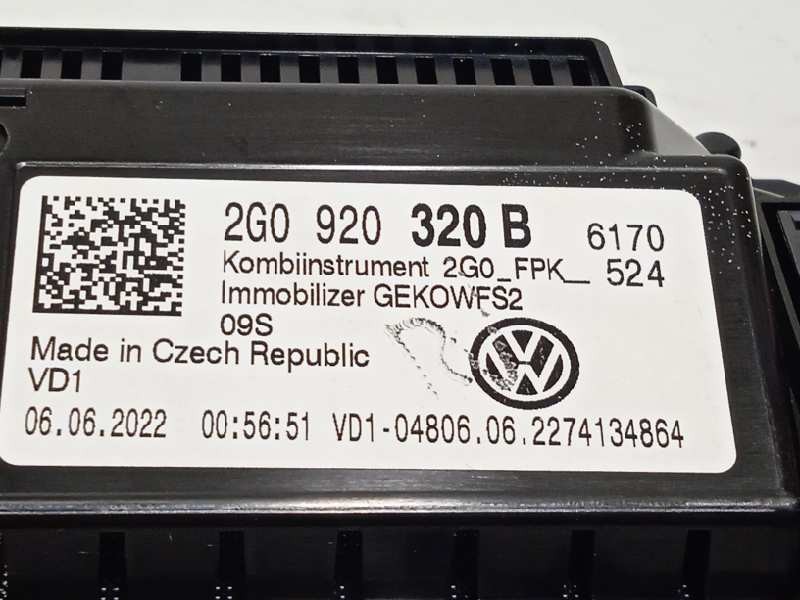 2G0 920 320 B 6170
Kombiinstrument 2G0_FPK_ 524
Immobilizer GEKOWFS2
09S
Made in Czech Republic
VD1
06.06.2022 00:56:51 VD1-04806.06.2274134864